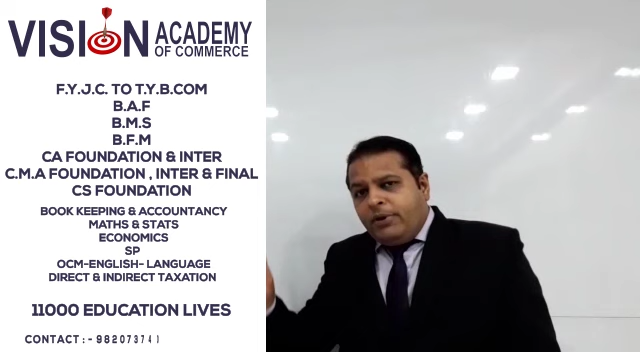 VISION ACADEMY
OF COMMERCE
F.Y.J.C. TO T.Y.B.COM
B.A.F
B.M.S
B.F.M
CA FOUNDATION & INTER
C.M.A FOUNDATION , INTER & FINAL
CS FOUNDATION
BOOK KEEPING & ACCOUNTANCY
MATHS & STATS
ECONOMICS
SP
OCM-ENGLISH- LANGUAGE
DIRECT & INDIRECT TAXATION
11000 EDUCATION LIVES
CONTACT : -